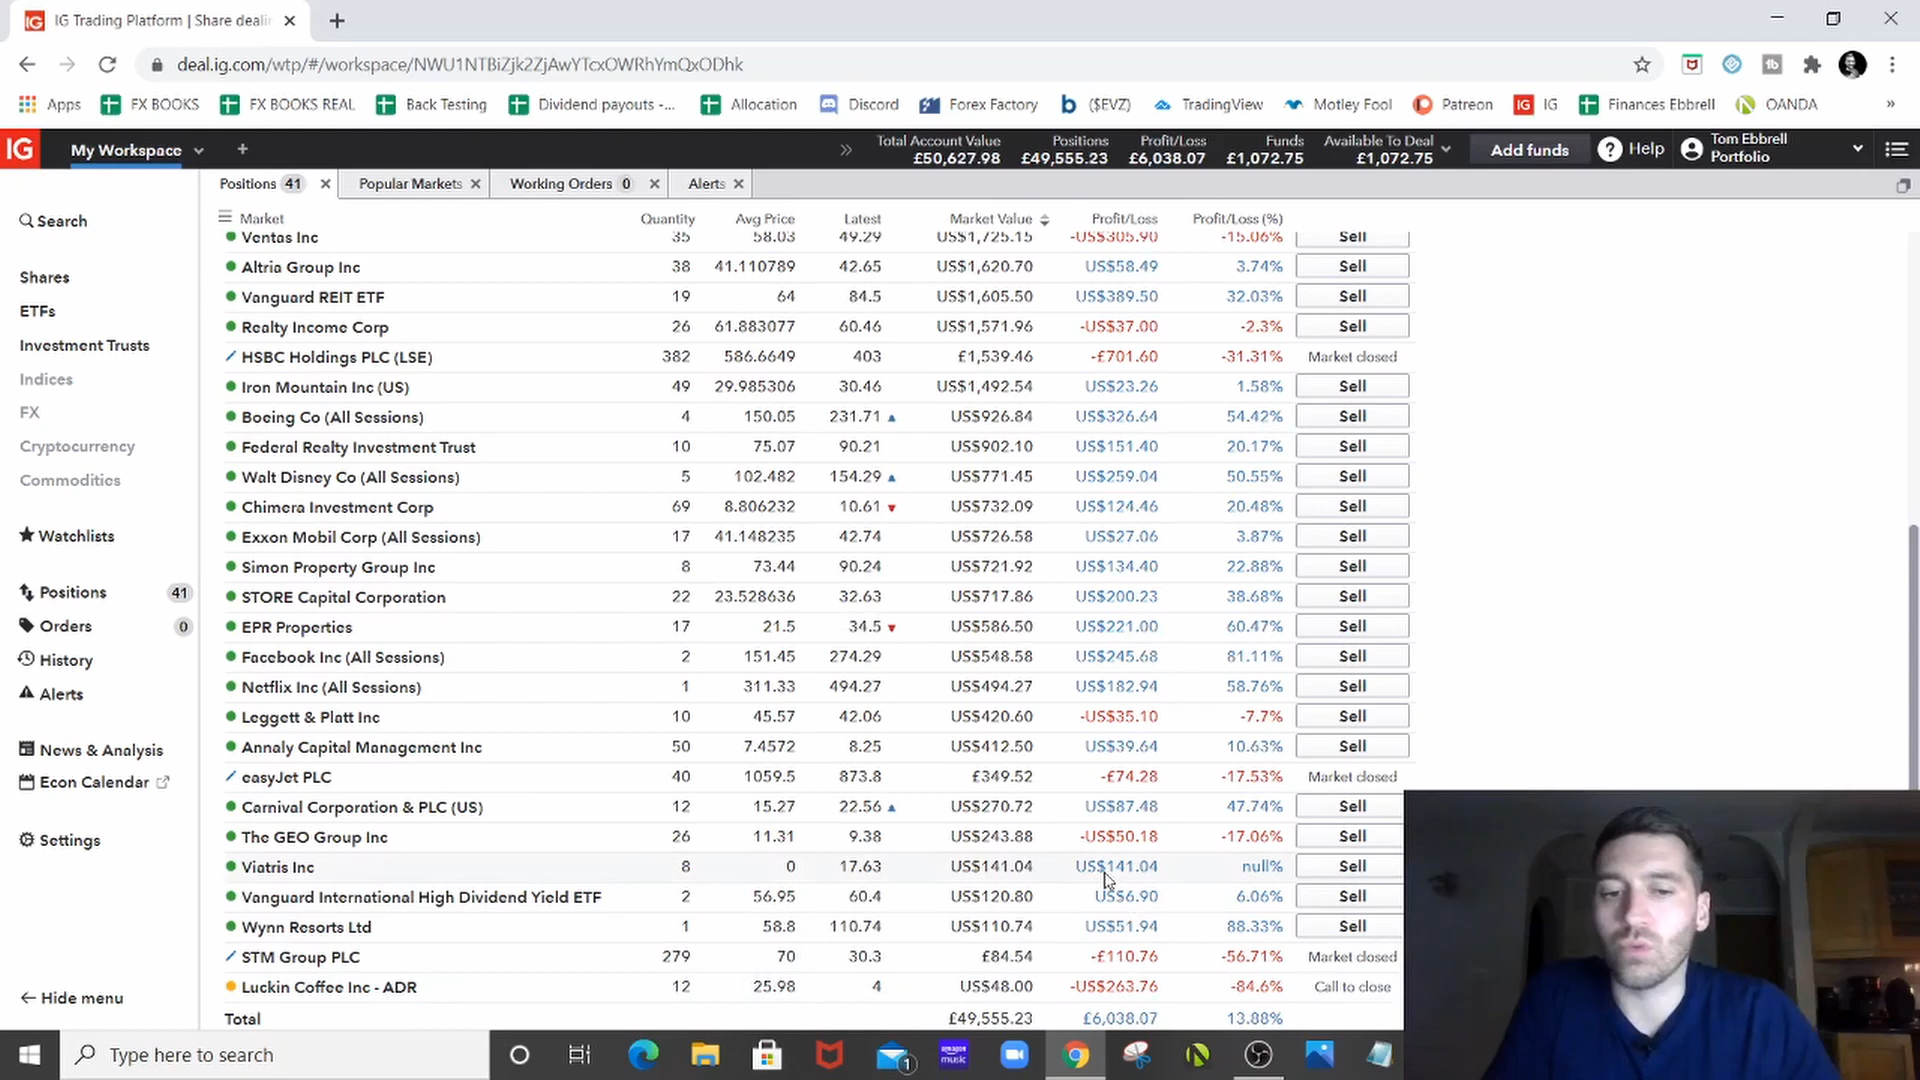 IG Trading Platform | Share dealin
deal.ig.com/wtp/#/workspace/NWU1NTBiZjk2ZjAwYTcxOWRhYmQxODhk
Apps FX BOOKS FX BOOKS REAL Back Testing Dividend payouts -... Allocation Discord Forex Factory ($EVZ) TradingView Motley Fool Patreon IG Finances Ebbrell OANDA »
IG My Workspace + » Total Account Value £50,627.98 Positions £49,555.23 Profit/Loss £6,038.07 Funds £1,072.75 Available To Deal £1,072.75 Add funds ? Help Tom Ebbrell Portfolio
Positions 41 Popular Markets Working Orders 0 Alerts
Search
Shares
ETFs
Investment Trusts
Indices
FX
Cryptocurrency
Commodities
Watchlists
Positions 41
Orders 0
History
Alerts
News & Analysis
Econ Calendar
Settings
Hide menu
Market Quantity Avg Price Latest Market Value Profit/Loss Profit/Loss (%)
Ventas Inc 35 58.03 49.29 US$1,725.15 -US$305.90 -15.06% Sell
Altria Group Inc 38 41.110789 42.65 US$1,620.70 US$58.49 3.74% Sell
Vanguard REIT ETF 19 64 84.5 US$1,605.50 US$389.50 32.03% Sell
Realty Income Corp 26 61.883077 60.46 US$1,571.96 -US$37.00 -2.3% Sell
HSBC Holdings PLC (LSE) 382 586.6649 403 £1,539.46 -£701.60 -31.31% Market closed
Iron Mountain Inc (US) 49 29.985306 30.46 US$1,492.54 US$23.26 1.58% Sell
Boeing Co (All Sessions) 4 150.05 231.71 US$926.84 US$326.64 54.42% Sell
Federal Realty Investment Trust 10 75.07 90.21 US$902.10 US$151.40 20.17% Sell
Walt Disney Co (All Sessions) 5 102.482 154.29 US$771.45 US$259.04 50.55% Sell
Chimera Investment Corp 69 8.806232 10.61 US$732.09 US$124.46 20.48% Sell
Exxon Mobil Corp (All Sessions) 17 41.148235 42.74 US$726.58 US$27.06 3.87% Sell
Simon Property Group Inc 8 73.44 90.24 US$721.92 US$134.40 22.88% Sell
STORE Capital Corporation 22 23.528636 32.63 US$717.86 US$200.23 38.68% Sell
EPR Properties 17 21.5 34.5 US$586.50 US$221.00 60.47% Sell
Facebook Inc (All Sessions) 2 151.45 274.29 US$548.58 US$245.68 81.11% Sell
Netflix Inc (All Sessions) 1 311.33 494.27 US$494.27 US$182.94 58.76% Sell
Leggett & Platt Inc 10 45.57 42.06 US$420.60 -US$35.10 -7.7% Sell
Annaly Capital Management Inc 50 7.4572 8.25 US$412.50 US$39.64 10.63% Sell
easyJet PLC 40 1059.5 873.8 £349.52 -£74.28 -17.53% Market closed
Carnival Corporation & PLC (US) 12 15.27 22.56 US$270.72 US$87.48 47.74% Sell
The GEO Group Inc 26 11.31 9.38 US$243.88 -US$50.18 -17.06% Sell
Viatris Inc 8 0 17.63 US$141.04 US$141.04 null% Sell
Vanguard International High Dividend Yield ETF 2 56.95 60.4 US$120.80 US$6.90 6.06% Sell
Wynn Resorts Ltd 1 58.8 110.74 US$110.74 US$51.94 88.33% Sell
STM Group PLC 279 70 30.3 £84.54 -£110.76 -56.71% Market closed
Luckin Coffee Inc - ADR 12 25.98 4 US$48.00 -US$263.76 -84.6% Call to close
Total £49,555.23 £6,038.07 13.88%
Type here to search amazon music 1